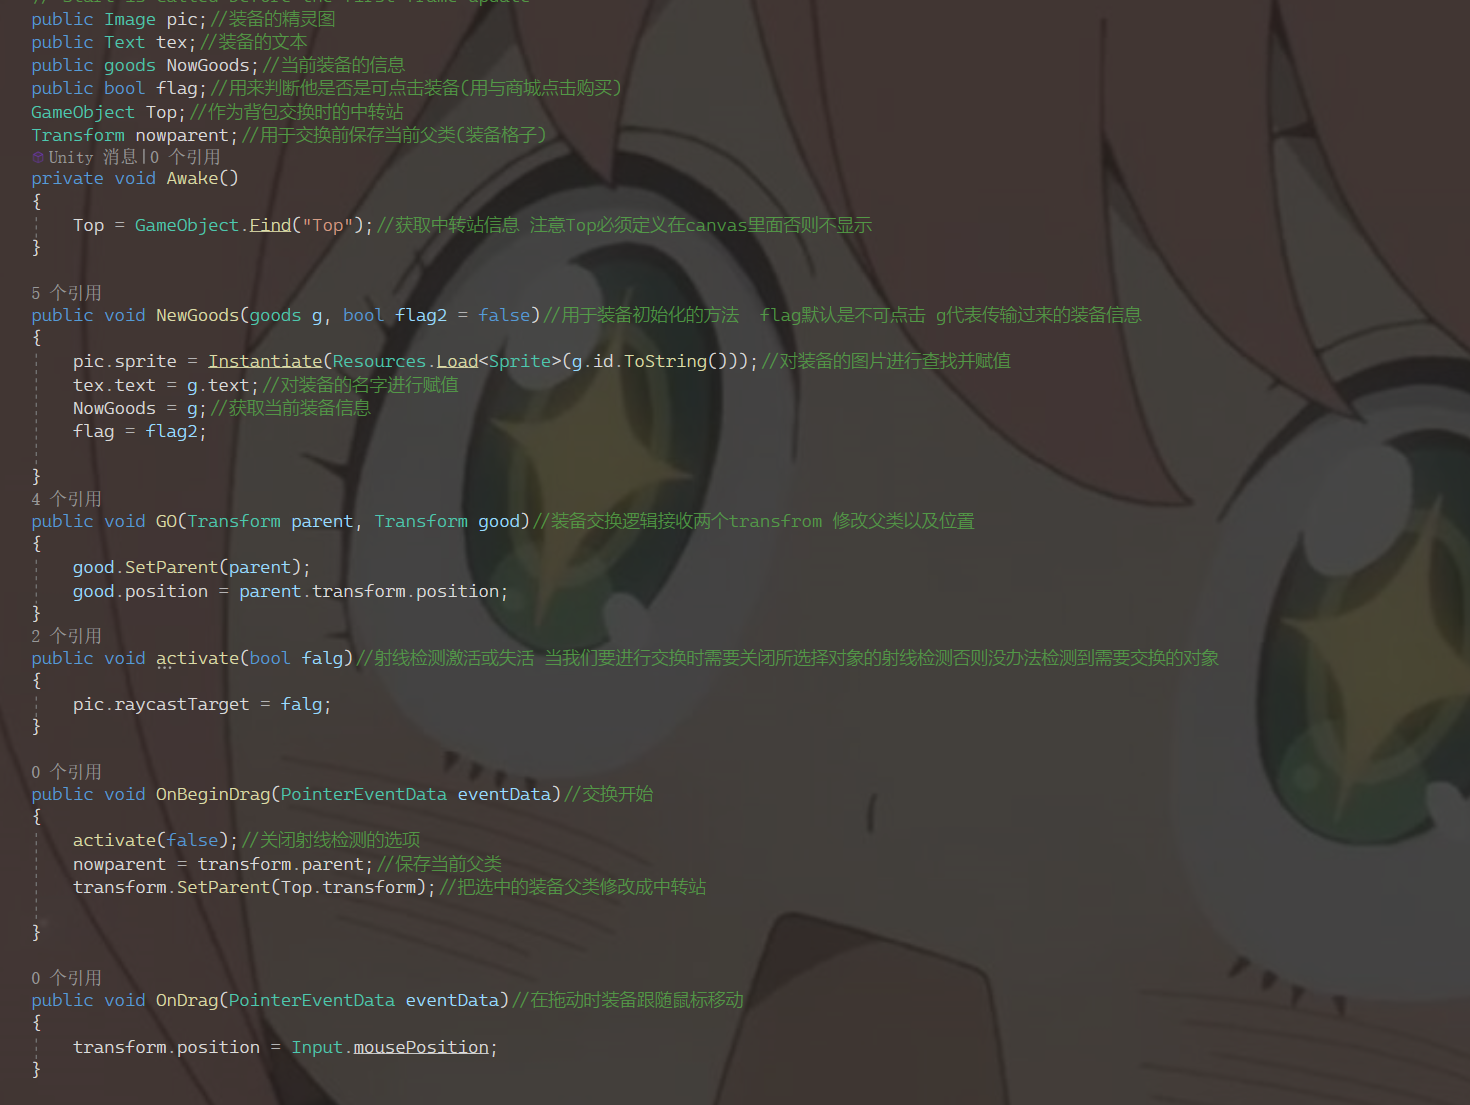 // Start is called before the first frame update
public Image pic;//装备的精灵图
public Text tex;//装备的文本
public goods NowGoods;//当前装备的信息
public bool flag;//用来判断他是否是可点击装备(用与商城点击购买)
GameObject Top;//作为背包交换时的中转站
Transform nowparent;//用于交换前保存当前父类(装备格子)
Unity 消息|0 个引用
private void Awake()
{
Top = GameObject.Find("Top");//获取中转站信息 注意Top必须定义在canvas里面否则不显示
}
5 个引用
public void NewGoods(goods g, bool flag2 = false)//用于装备初始化的方法  flag默认是不可点击 g代表传输过来的装备信息
{
pic.sprite = Instantiate(Resources.Load<Sprite>(g.id.ToString()));//对装备的图片进行查找并赋值
tex.text = g.text;//对装备的名字进行赋值
NowGoods = g;//获取当前装备信息
flag = flag2;
}
4 个引用
public void GO(Transform parent, Transform good)//装备交换逻辑接收两个transfrom 修改父类以及位置
{
good.SetParent(parent);
good.position = parent.transform.position;
}
2 个引用
public void activate(bool falg)//射线检测激活或失活 当我们要进行交换时需要关闭所选择对象的射线检测否则没办法检测到需要交换的对象
{
pic.raycastTarget = falg;
}
0 个引用
public void OnBeginDrag(PointerEventData eventData)//交换开始
{
activate(false);//关闭射线检测的选项
nowparent = transform.parent;//保存当前父类
transform.SetParent(Top.transform);//把选中的装备父类修改成中转站
}
0 个引用
public void OnDrag(PointerEventData eventData)//在拖动时装备跟随鼠标移动
{
transform.position = Input.mousePosition;
}